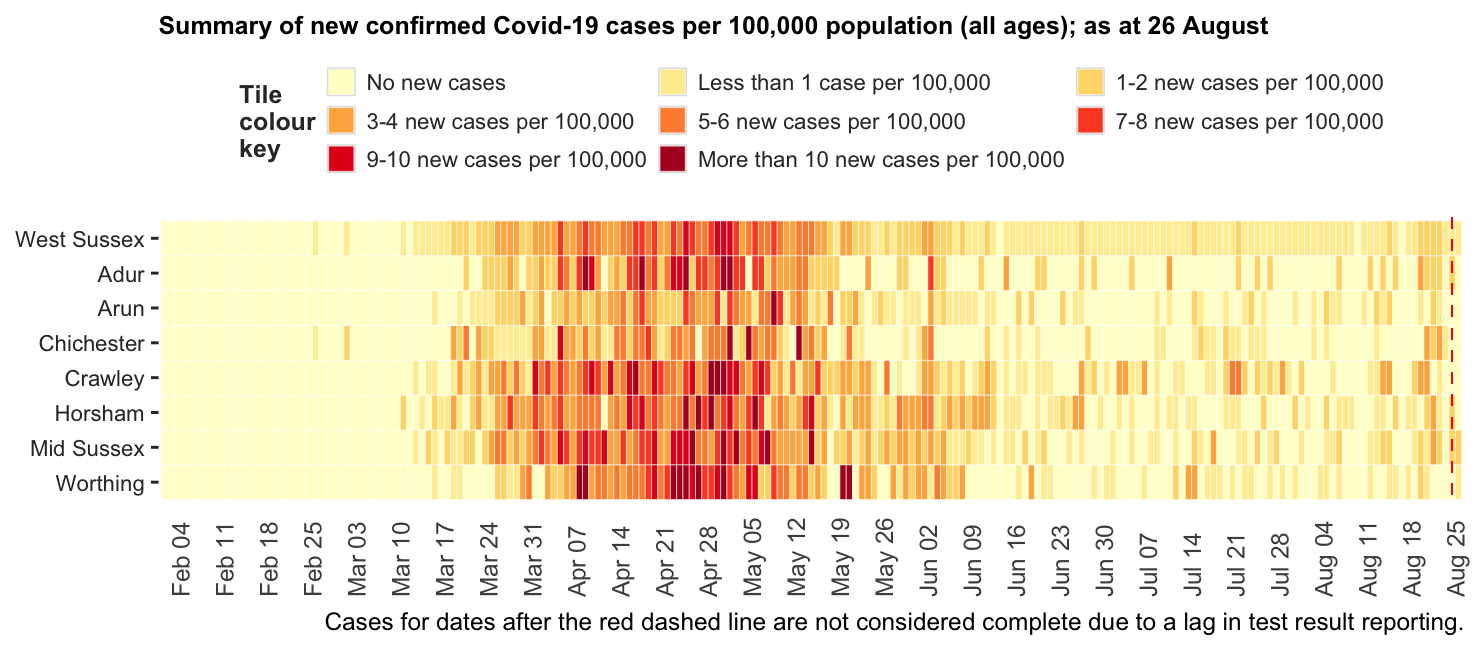 Summary of new confirmed Covid-19 cases per 100,000 population (all ages); as at 26 August
Tile
colour
key
No new cases
Less than 1 case per 100,000
1-2 new cases per 100,000
3-4 new cases per 100,000
5-6 new cases per 100,000
7-8 new cases per 100,000
9-10 new cases per 100,000
More than 10 new cases per 100,000
West Sussex
Adur
Arun
Chichester
Crawley
Horsham
Mid Sussex
Worthing
Feb 04
Feb 11
Feb 18
Feb 25
Mar 03
Mar 10
Mar 17
Mar 24
Mar 31
Apr 07
Apr 14
Apr 21
Apr 28
May 05
May 12
May 19
May 26
Jun 02
Jun 09
Jun 16
Jun 23
Jun 30
Jul 07
Jul 14
Jul 21
Jul 28
Aug 04
Aug 11
Aug 18
Aug 25
Cases for dates after the red dashed line are not considered complete due to a lag in test result reporting.